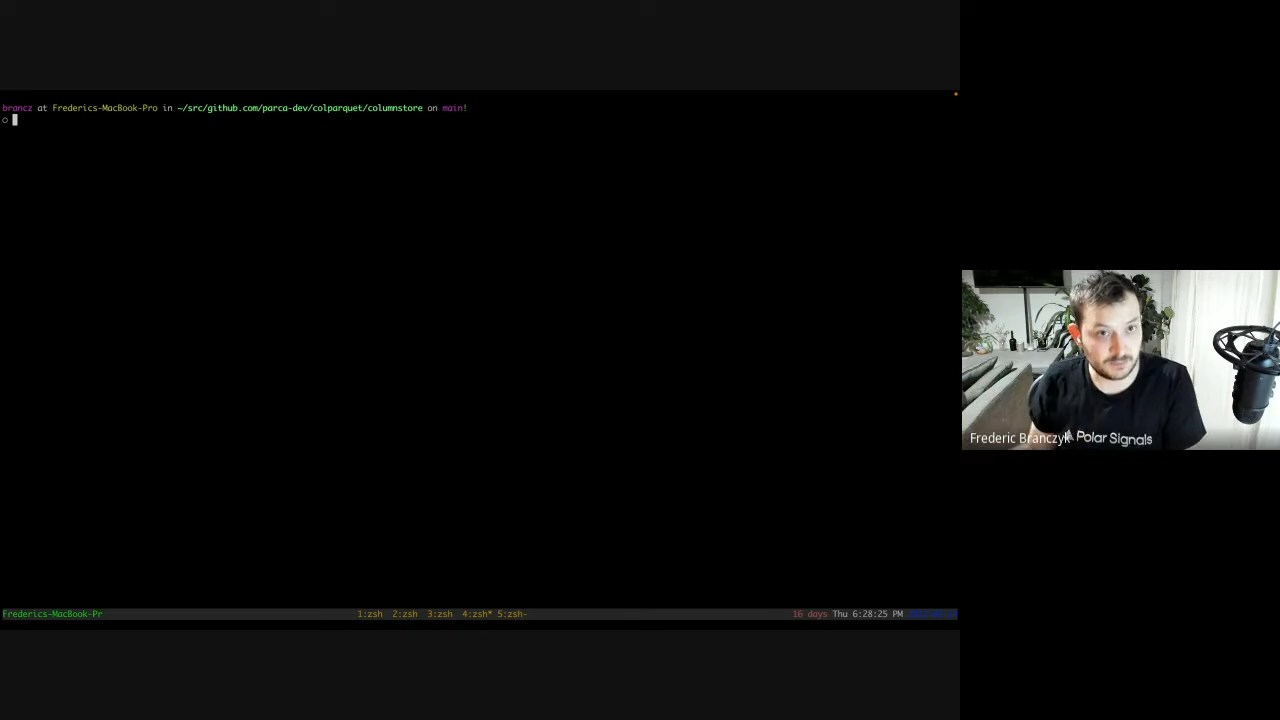 brancz at Frederics-MacBook-Pro in ~/src/github.com/parca-dev/colparquet/columnstore on main!
Frederic Branczyk
Polar Signals
Frederics-MacBook-Pr 1:zsh 2:zsh 3:zsh 4:zsh* 5:zsh- 16 days Thu 6:28:25 PM